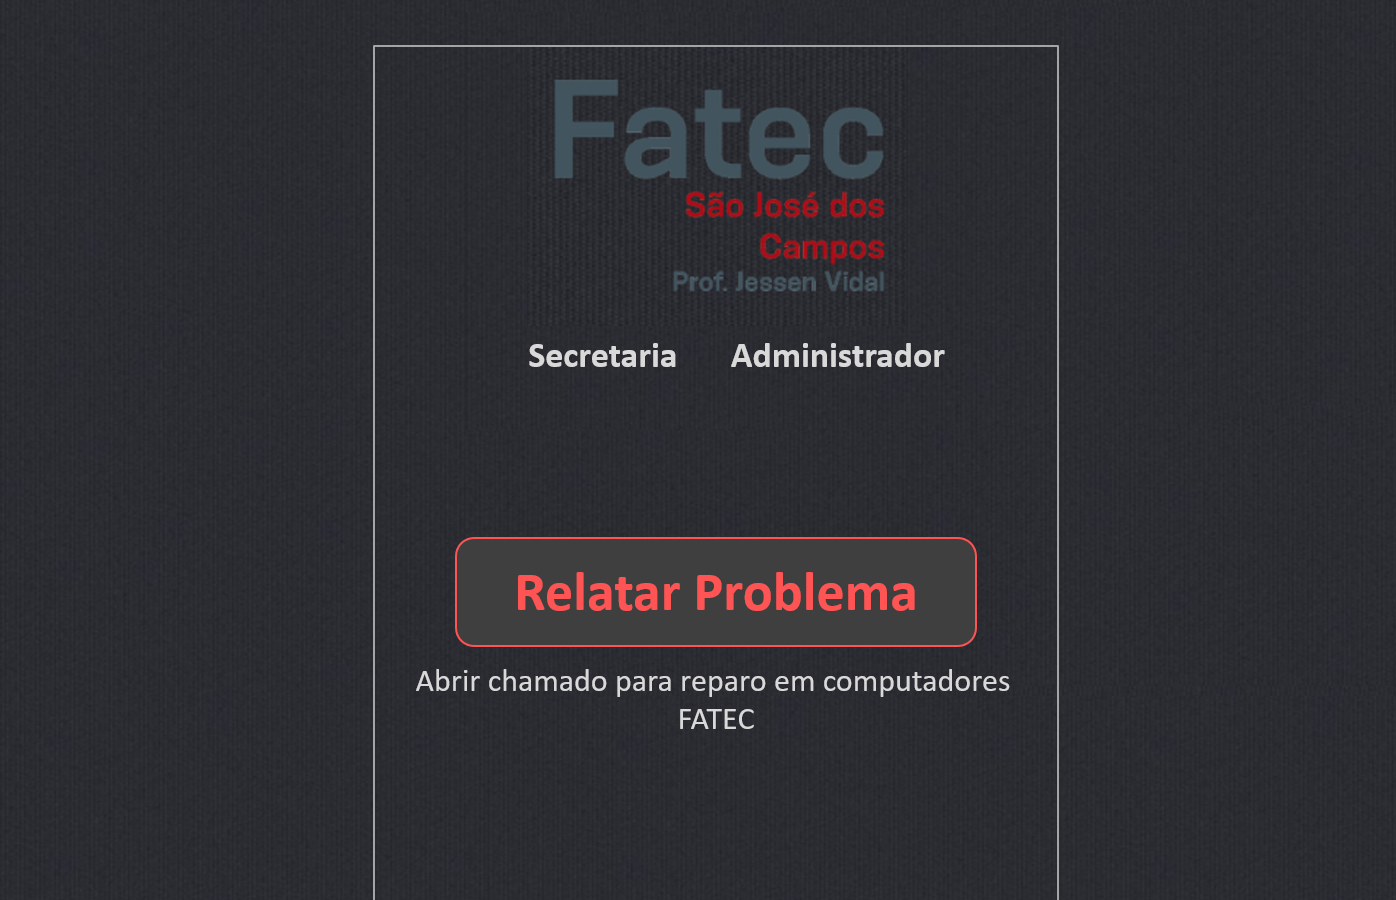 Fatec
São José dos
Campos
Prof. Jessen Vidal
Secretaria Administrador
Relatar Problema
Abrir chamado para reparo em computadores
FATEC